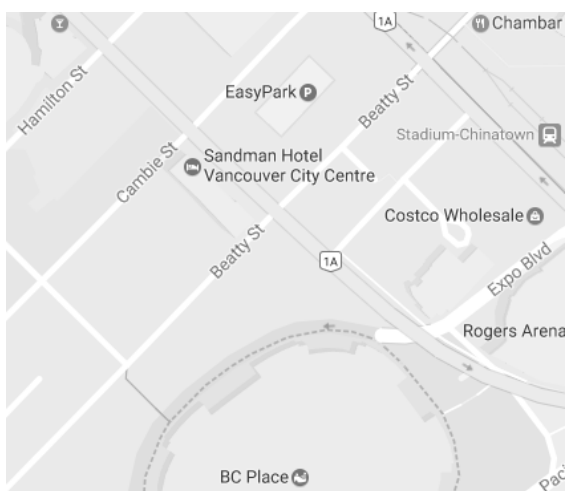 1A
Chambar
Hamilton St
EasyPark P
Beatty St
Stadium-Chinatown
Cambie St
Sandman Hotel
Vancouver City Centre
Costco Wholesale
Beatty St
1A
Expo Blvd
Rogers Arena
BC Place
Paci